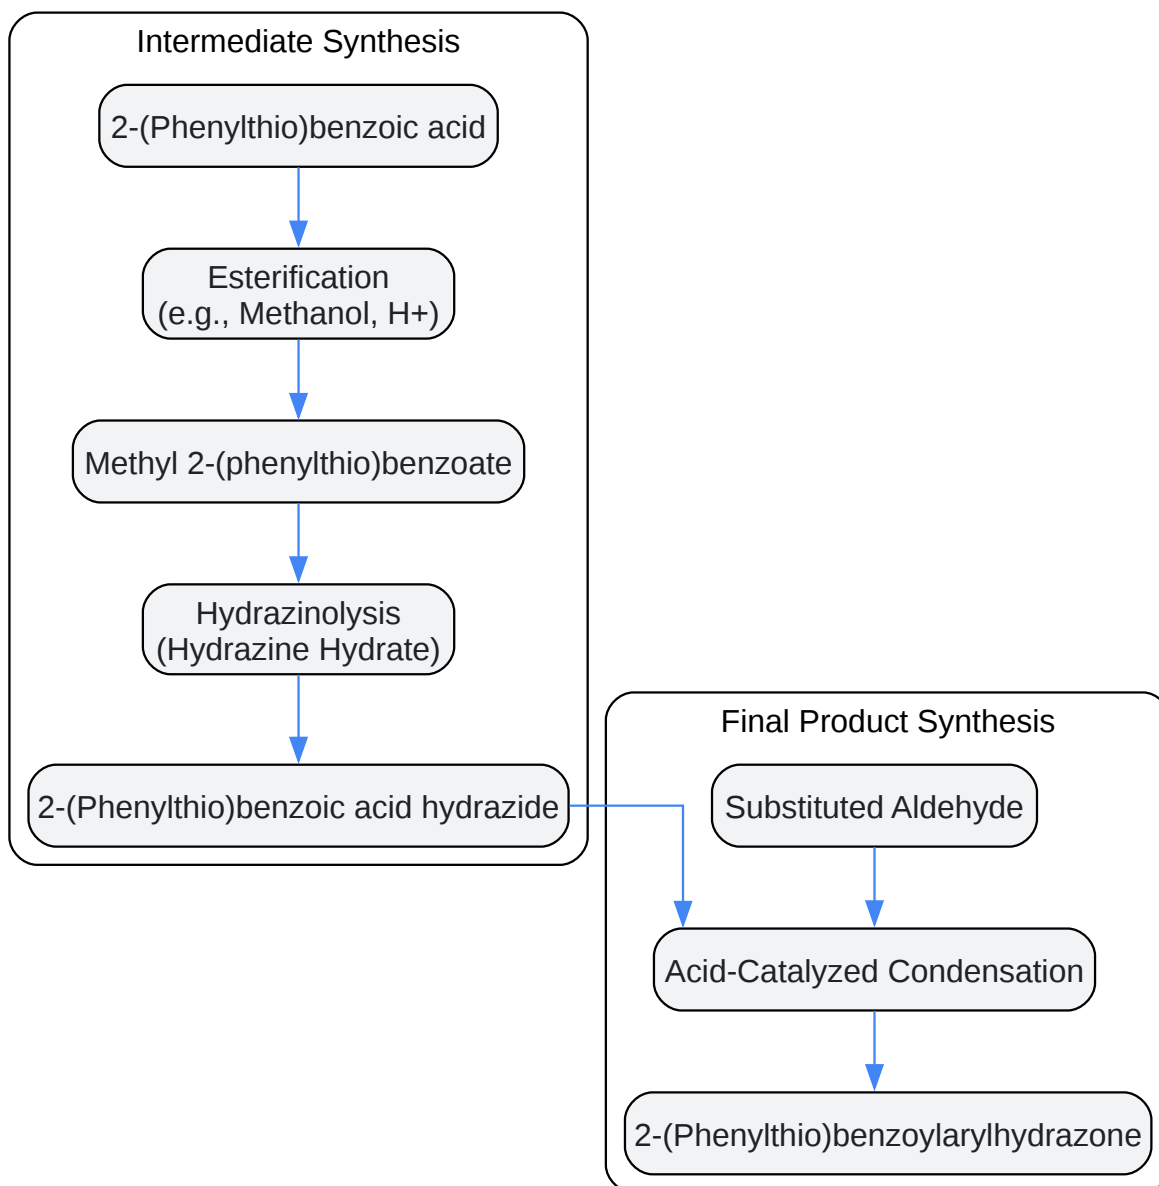 Intermediate Synthesis
2-(Phenylthio)benzoic acid
Esterification
(e.g., Methanol, H+)
Methyl 2-(phenylthio)benzoate
Hydrazinolysis
(Hydrazine Hydrate)
2-(Phenylthio)benzoic acid hydrazide
Final Product Synthesis
Substituted Aldehyde
Acid-Catalyzed Condensation
2-(Phenylthio)benzoylarylhydrazone